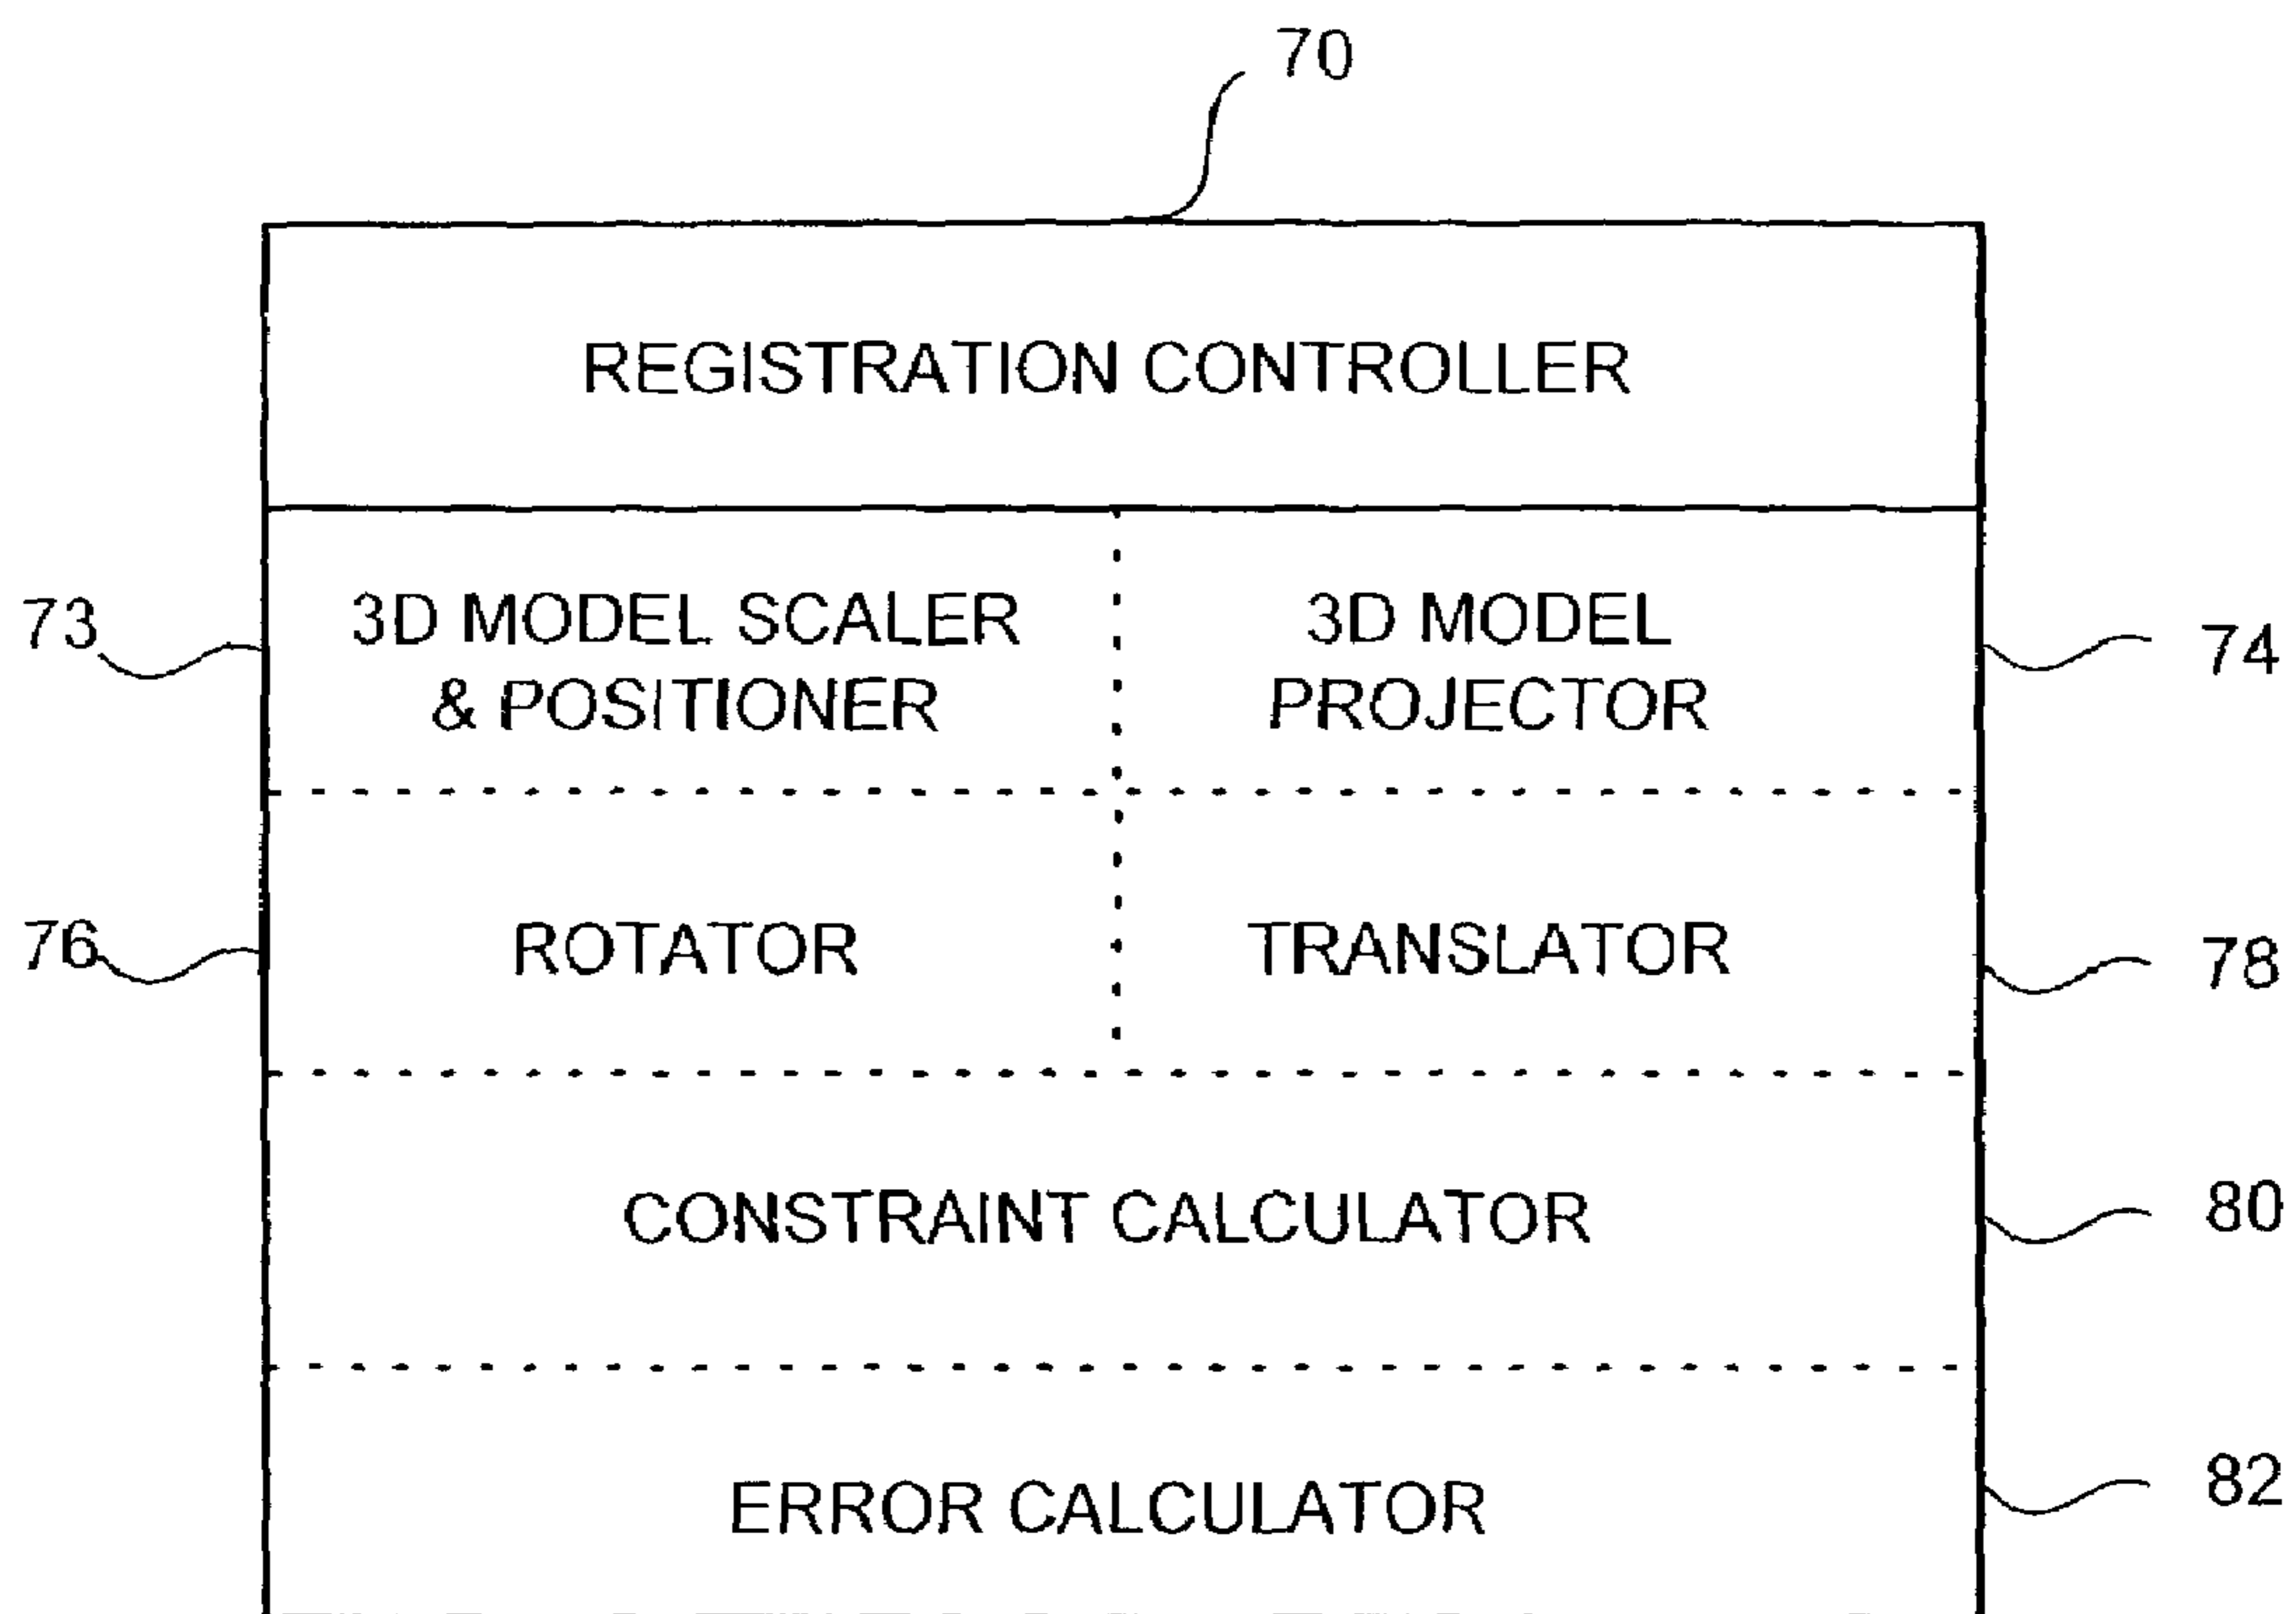 70
REGISTRATION CONTROLLER
73
3D MODEL SCALER
& POSITIONER
3D MODEL
PROJECTOR
74
76
ROTATOR
TRANSLATOR
78
CONSTRAINT CALCULATOR
80
ERROR CALCULATOR
82